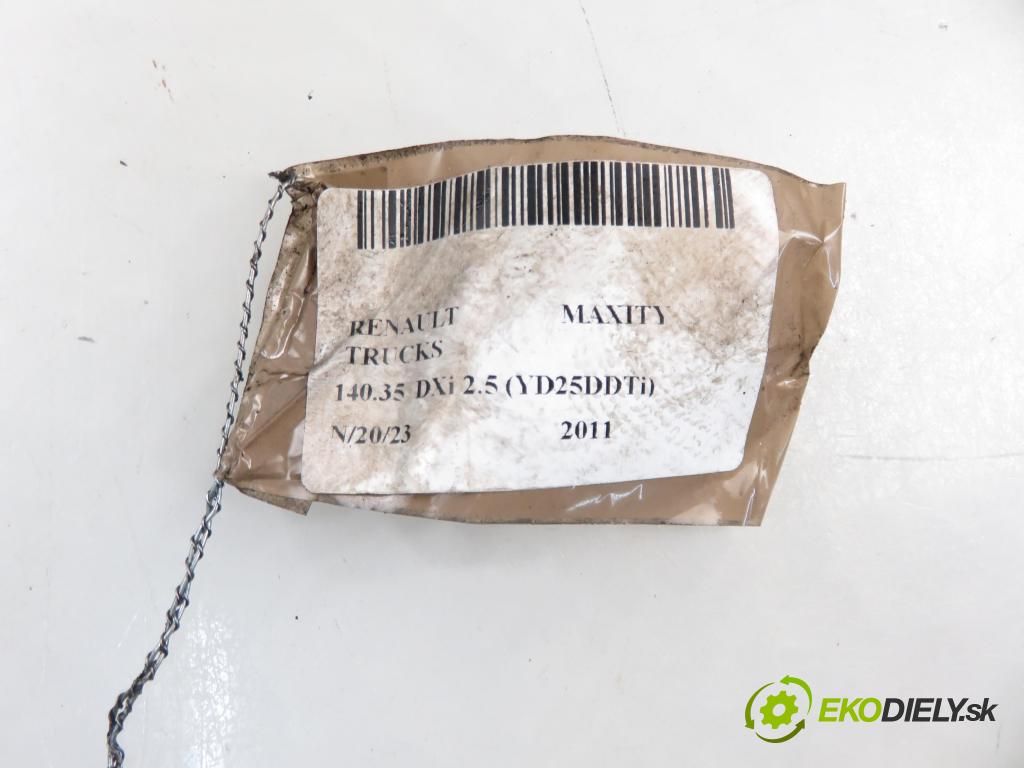 RENAULT MAXITY
TRUCKS
140.35 DXi 2.5 (YD25DDTi)
N/20/23 2011
EKODIELY.sk